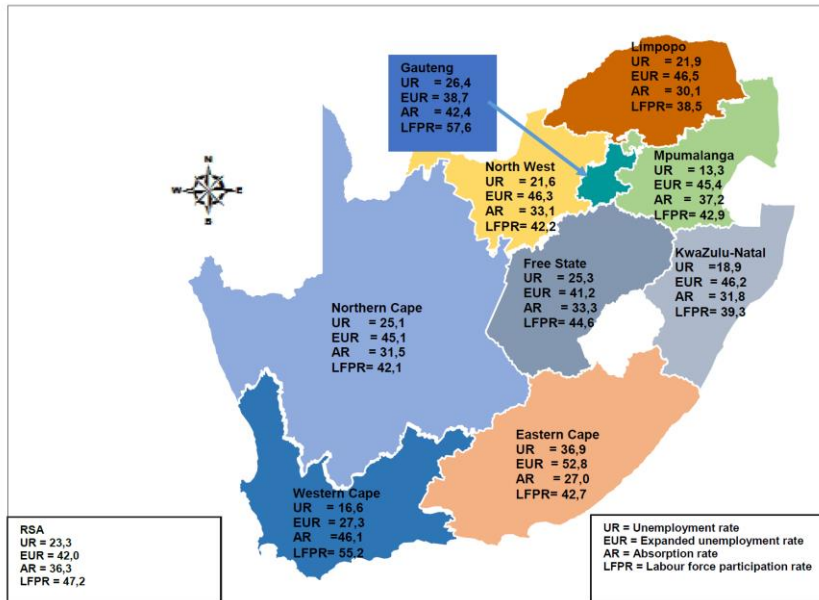 Limpopo
UR = 21,9
EUR = 46,5
AR = 30,1
LFPR= 38,5
Gauteng
UR = 26,4
EUR = 38,7
AR = 42,4
LFPR= 57,6
North West
UR = 21,6
EUR = 46,3
AR = 33,1
LFPR= 42,2
Mpumalanga
UR = 13,3
EUR = 45,4
AR = 37,2
LFPR= 42,9
N
W E
S
Free State
UR = 25,3
EUR = 41,2
AR = 33,3
LFPR= 44,6
KwaZulu-Natal
UR =18,9
EUR = 46,2
AR = 31,8
LFPR= 39,3
Northern Cape
UR = 25,1
EUR = 45,1
AR = 31,5
LFPR= 42,1
Eastern Cape
UR = 36,9
EUR = 52,8
AR = 27,0
LFPR= 42,7
Western Cape
UR = 16,6
EUR = 27,3
AR =46,1
LFPR= 55,2
RSA
UR = 23,3
EUR = 42,0
AR = 36,3
LFPR= 47,2
UR = Unemployment rate
EUR = Expanded unemployment rate
AR = Absorption rate
LFPR = Labour force participation rate